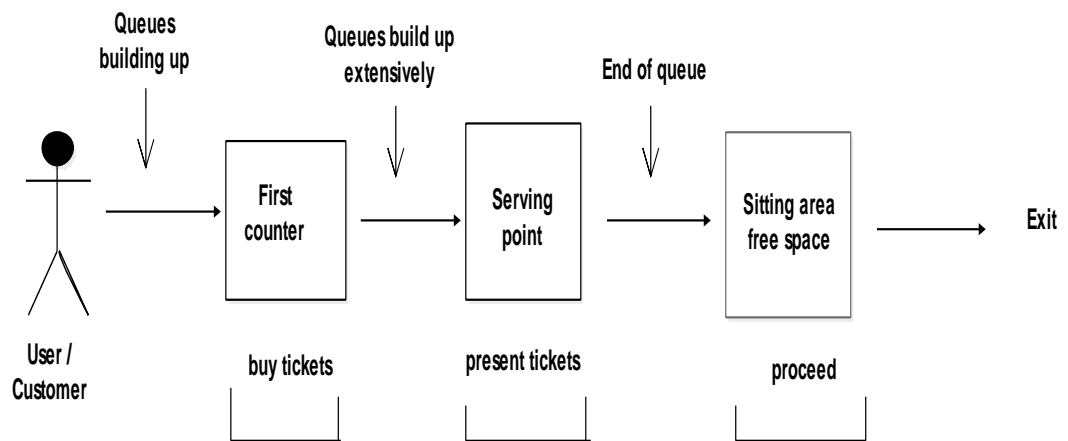 Queues
building up
Queues build up
extensively
End of queue
First
counter
Serving
point
Sitting area
free space
Exit
User /
Customer
buy tickets
present tickets
proceed